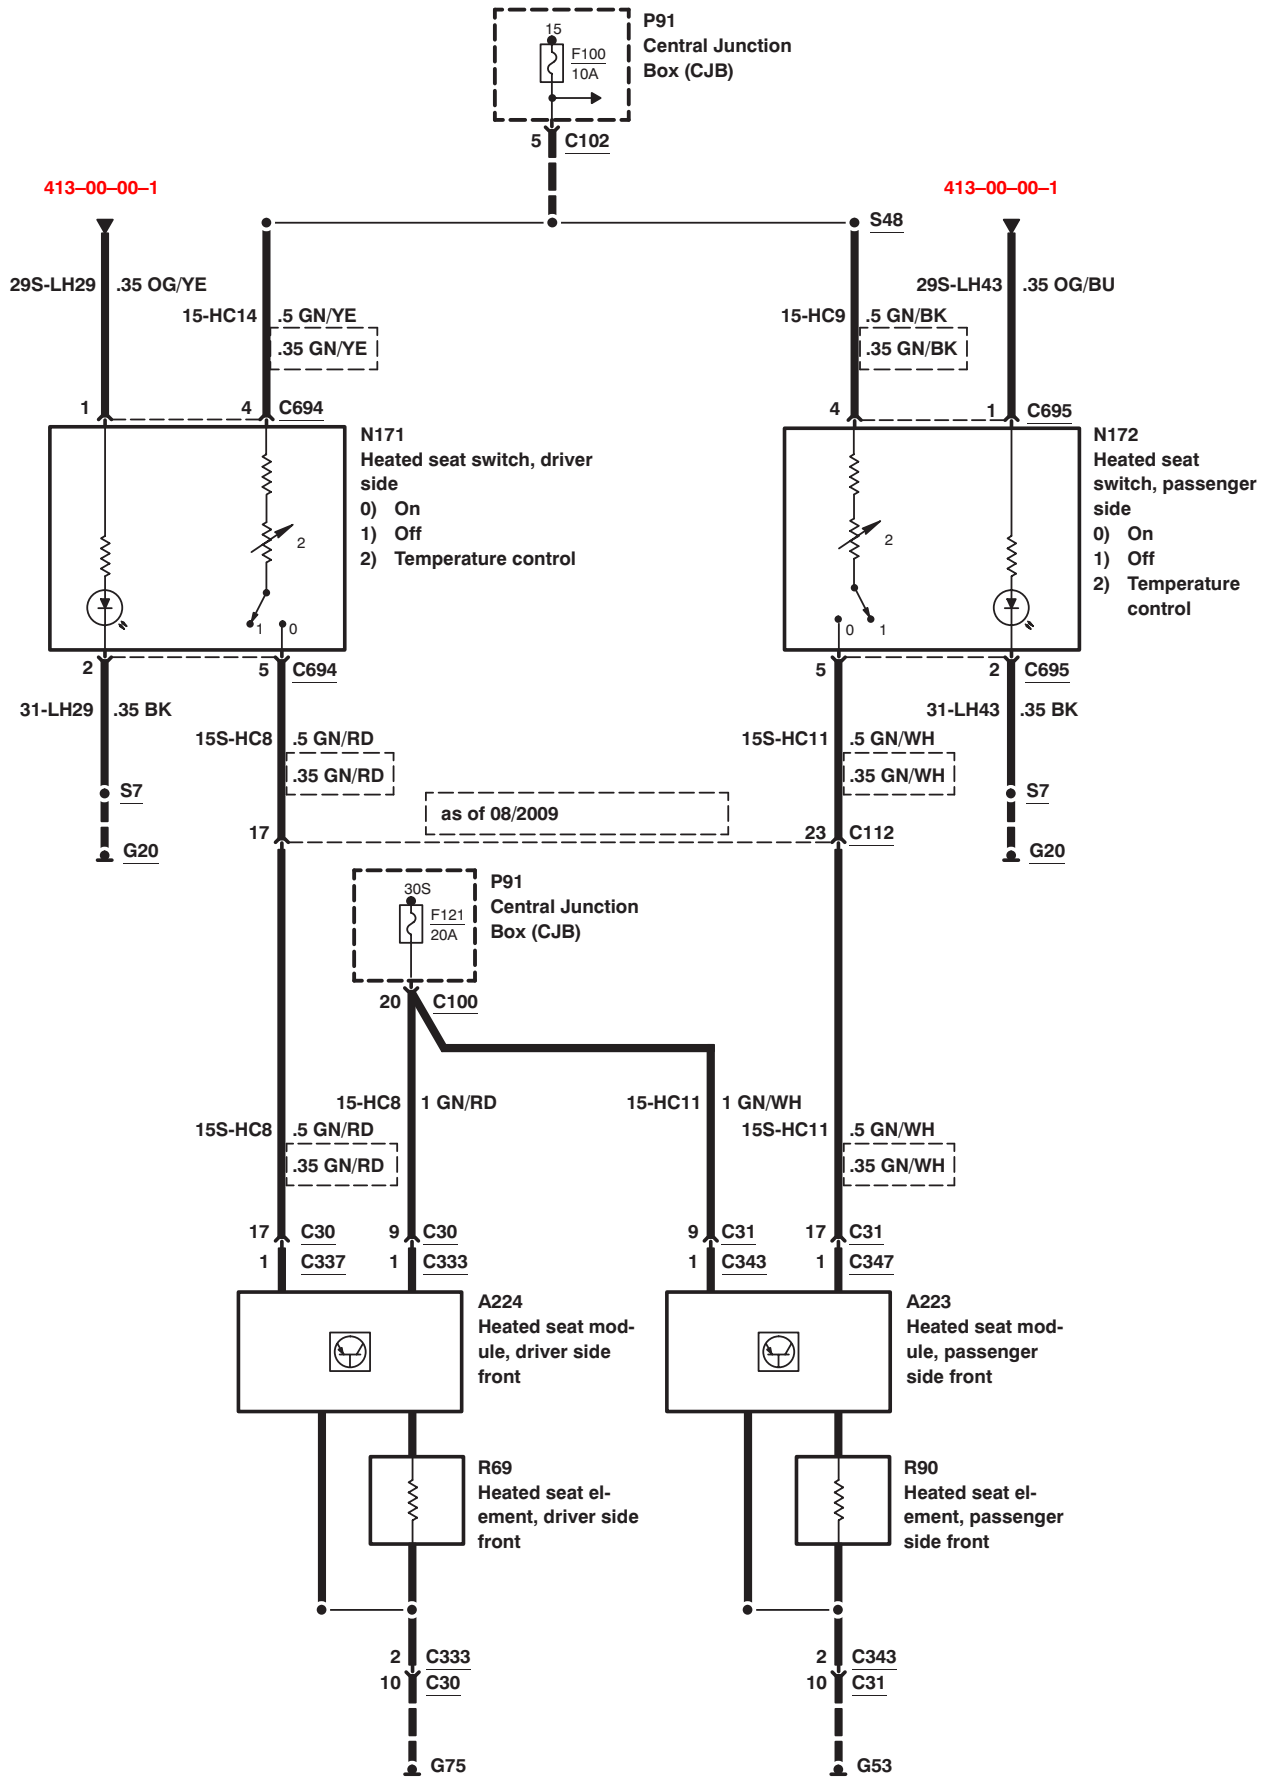 P91
Central Junction
Box (CJB)
15
F100
10A
5 C102
413–00–00–1
413–00–00–1
S48
29S-LH29 .35 OG/YE
29S-LH43 .35 OG/BU
15-HC14 .5 GN/YE
.35 GN/YE
15-HC9 .5 GN/BK
.35 GN/BK
1 4 C694
4 1 C695
N171
Heated seat switch, driver
side
0) On
1) Off
2) Temperature control
2
1 0
N172
Heated seat
switch, passenger
side
0) On
1) Off
2) Temperature
control
2
0 1
2 5 C694
5 2 C695
31-LH29 .35 BK
31-LH43 .35 BK
15S-HC8 .5 GN/RD
.35 GN/RD
15S-HC11 .5 GN/WH
.35 GN/WH
S7
S7
as of 08/2009
17
23 C112
G20
G20
P91
Central Junction
Box (CJB)
30S
F121
20A
20 C100
15-HC8 1 GN/RD
15-HC11 1 GN/WH
15S-HC8 .5 GN/RD
.35 GN/RD
15S-HC11 .5 GN/WH
.35 GN/WH
17 C30 9 C30
9 C31 17 C31
1 C337 1 C333
1 C343 1 C347
A224
Heated seat mod-
ule, driver side
front
A223
Heated seat mod-
ule, passenger
side front
R69
Heated seat el-
ement, driver side
front
R90
Heated seat el-
ement, passenger
side front
2 C333
10 C30
2 C343
10 C31
G75
G53